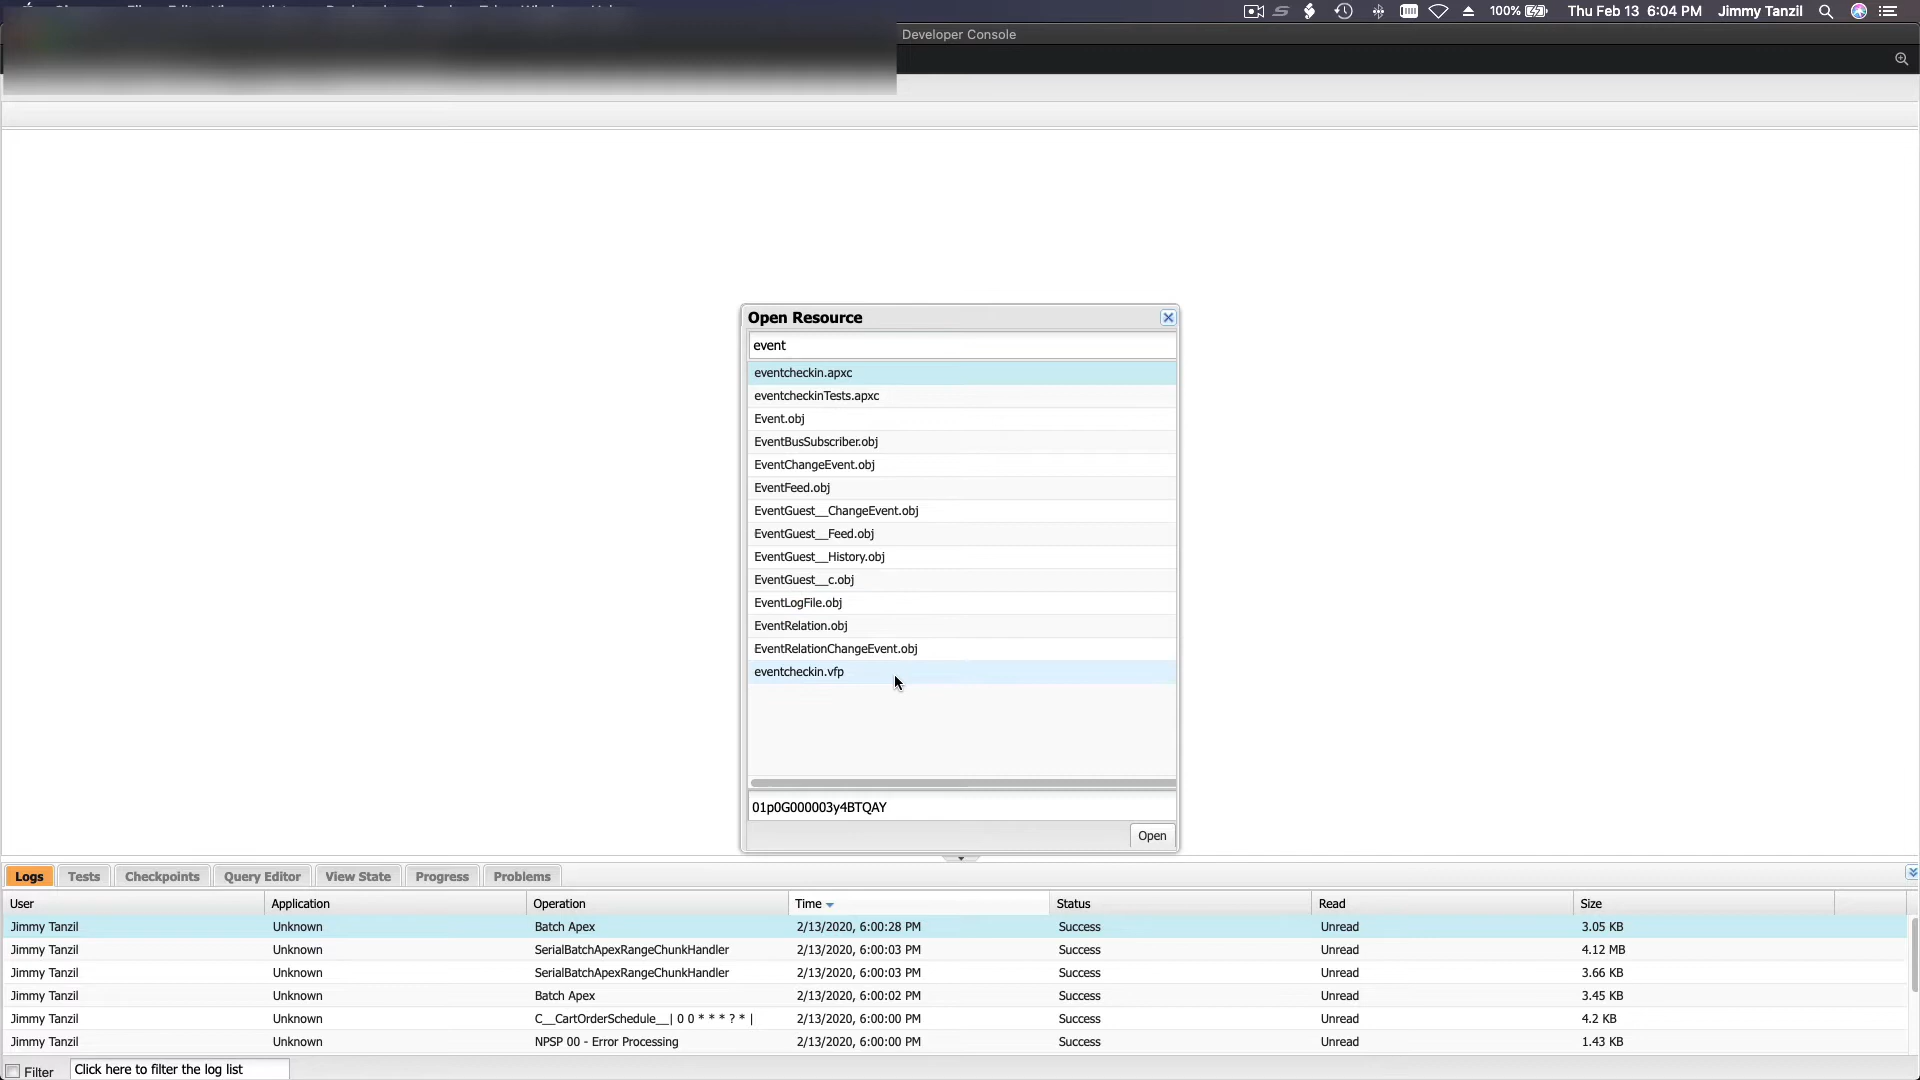 100%
Thu Feb 13 6:04 PM
Jimmy Tanzil
Developer Console
Open Resource
event
eventcheckin.apxc
eventcheckinTests.apxc
Event.obj
EventBusSubscriber.obj
EventChangeEvent.obj
EventFeed.obj
EventGuest__ChangeEvent.obj
EventGuest__Feed.obj
EventGuest__History.obj
EventGuest__c.obj
EventLogFile.obj
EventRelation.obj
EventRelationChangeEvent.obj
eventcheckin.vfp
01p0G000003y4BTQAY
Open
Logs Tests Checkpoints Query Editor View State Progress Problems
User Application Operation Time Status Read Size
Jimmy Tanzil Unknown Batch Apex 2/13/2020, 6:00:28 PM Success Unread 3.05 KB
Jimmy Tanzil Unknown SerialBatchApexRangeChunkHandler 2/13/2020, 6:00:03 PM Success Unread 4.12 MB
Jimmy Tanzil Unknown SerialBatchApexRangeChunkHandler 2/13/2020, 6:00:03 PM Success Unread 3.66 KB
Jimmy Tanzil Unknown Batch Apex 2/13/2020, 6:00:02 PM Success Unread 3.45 KB
Jimmy Tanzil Unknown C__CartOrderSchedule__| 0 0 * * * ? * | 2/13/2020, 6:00:00 PM Success Unread 4.2 KB
Jimmy Tanzil Unknown NPSP 00 - Error Processing 2/13/2020, 6:00:00 PM Success Unread 1.43 KB
Filter Click here to filter the log list